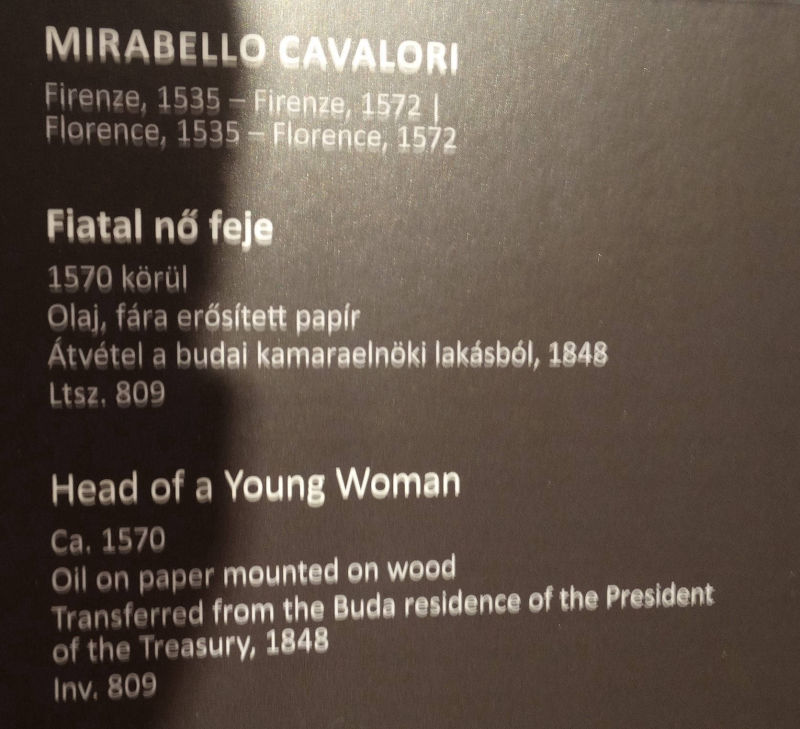 MIRABELLO CAVALORI
Firenze, 1535 – Firenze, 1572 |
Florence, 1535 – Florence, 1572
Fiatal nő feje
1570 körül
Olaj, fára erősített papír
Átvétel a budai kamaraelnöki lakásból, 1848
Ltsz. 809
Head of a Young Woman
Ca. 1570
Oil on paper mounted on wood
Transferred from the Buda residence of the President
of the Treasury, 1848
Inv. 809